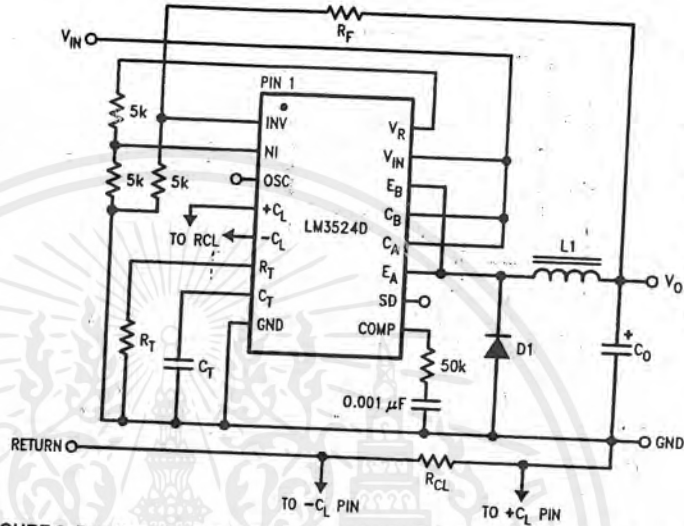 R_F
V_IN
PIN 1
5k
INV
V_R
NI
V_IN
5k
5k
OSC
E_B
+C_L
LM3524D
C_B
TO RCL
-C_L
C_A
L1
R_T
E_A
V_O
C_T
SD
GND
COMP
R_T
C_T
50k
D1
+
C_O
0.001 μF
GND
RETURN
R_CL
TO -C_L PIN
TO +C_L PIN